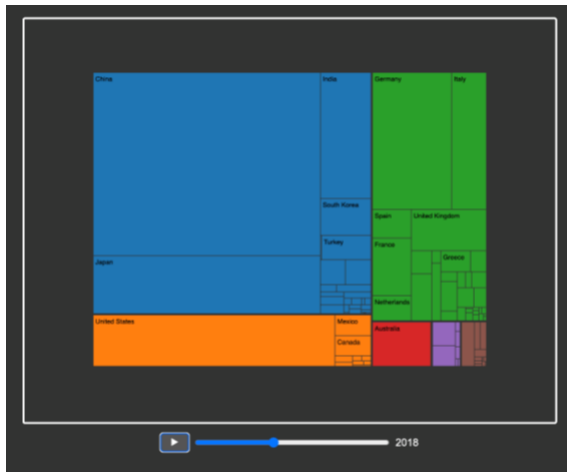 China
India
Germany
Italy
South Korea
Spain
United Kingdom
Turkey
France
Greece
Japan
Netherlands
United States
Mexico
Australia
Canada
2018